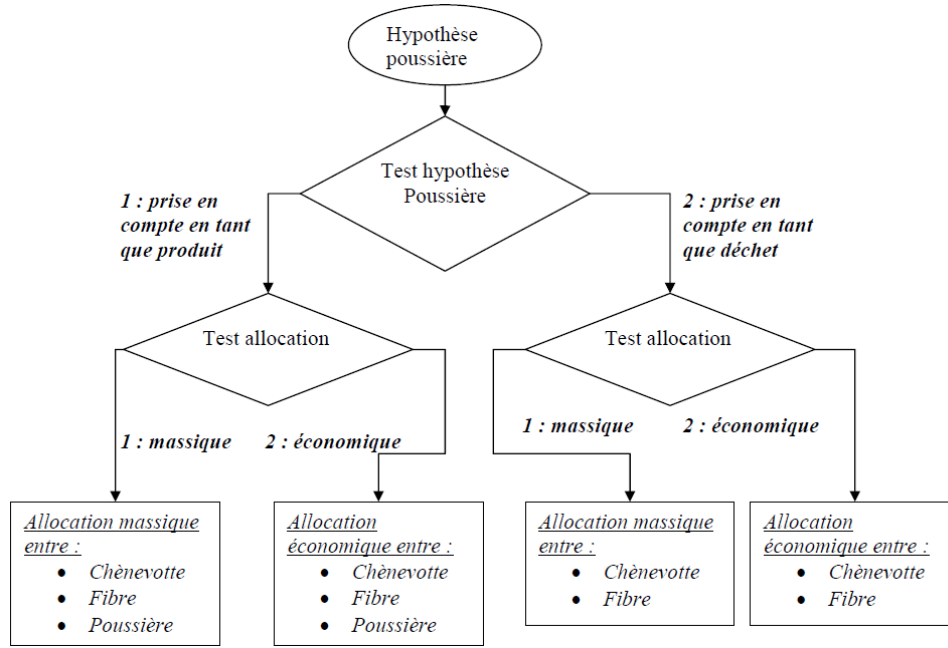 Hypothèse
poussière
Test hypothèse
Poussière
1 : prise en
compte en tant
que produit
2 : prise en
compte en tant
que déchet
Test allocation
Test allocation
1 : massique
2 : économique
1 : massique
2 : économique
Allocation massique
entre :
• Chènevotte
• Fibre
• Poussière
Allocation
économique entre :
• Chènevotte
• Fibre
• Poussière
Allocation massique
entre :
• Chènevotte
• Fibre
Allocation
économique entre :
• Chènevotte
• Fibre